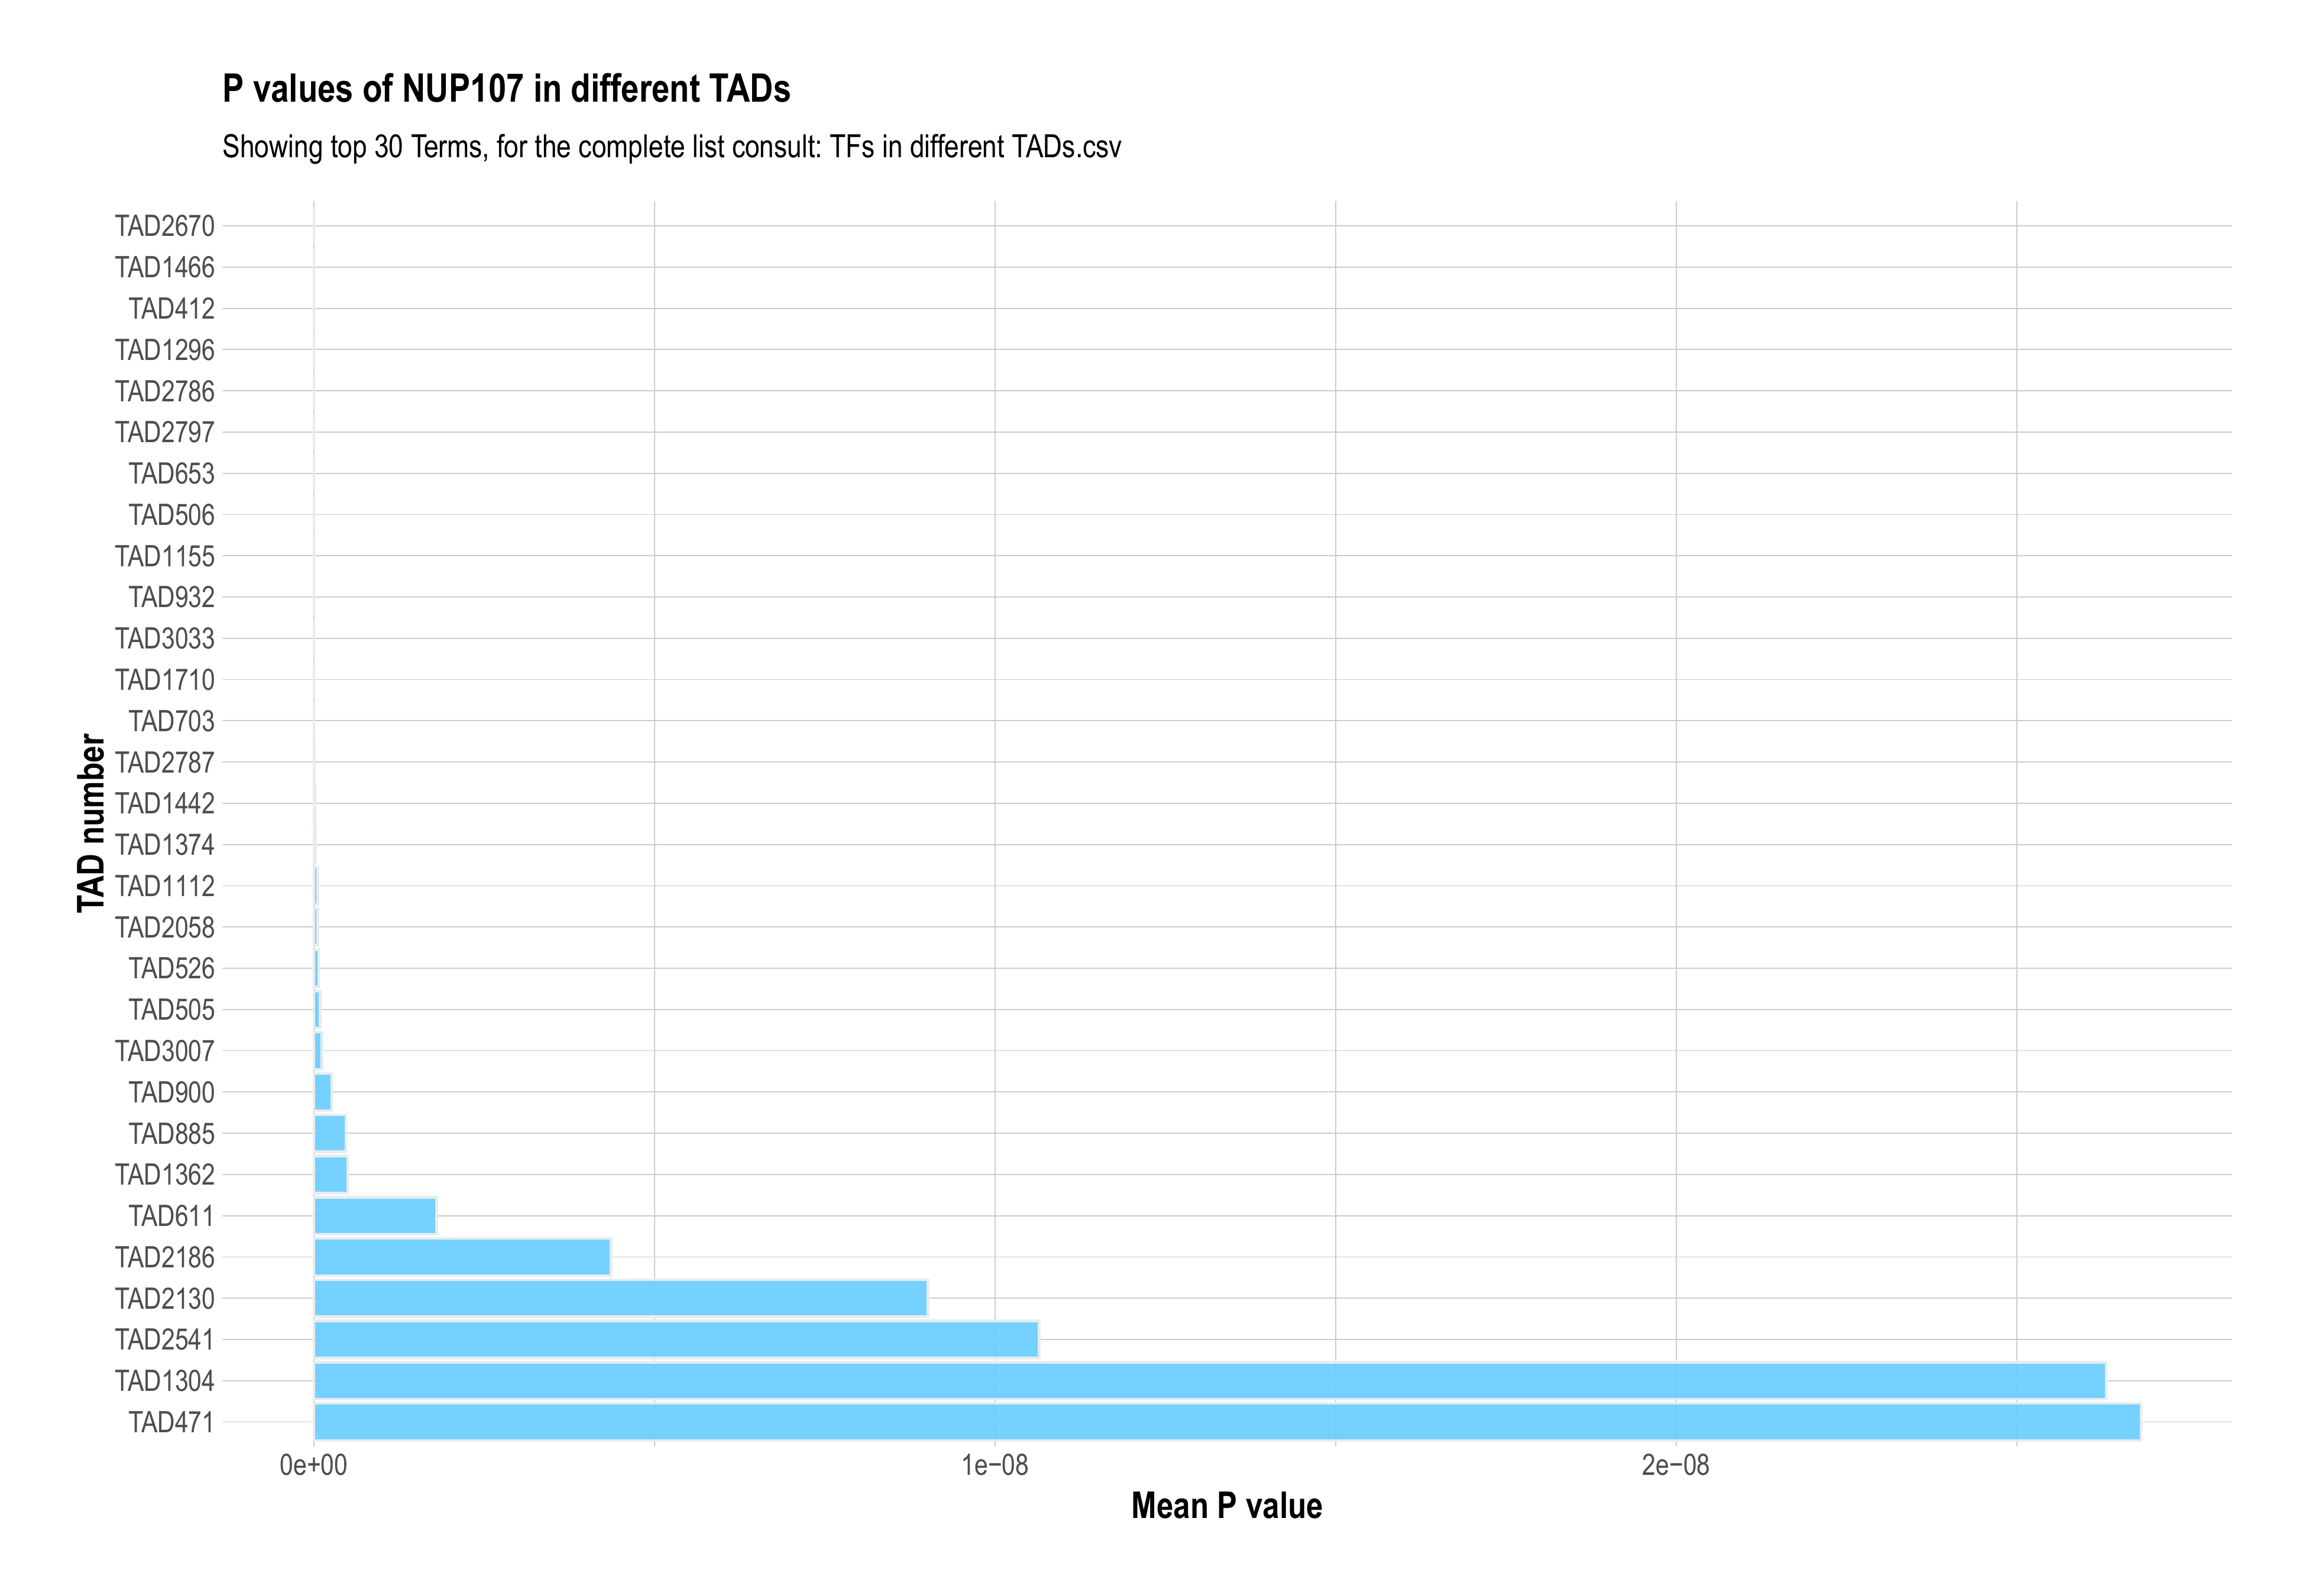 P values of NUP107 in different TADs
Showing top 30 Terms, for the complete list consult: TFs in different TADs.csv
TAD number
TAD2670
TAD1466
TAD412
TAD1296
TAD2786
TAD2797
TAD653
TAD506
TAD1155
TAD932
TAD3033
TAD1710
TAD703
TAD2787
TAD1442
TAD1374
TAD1112
TAD2058
TAD526
TAD505
TAD3007
TAD900
TAD885
TAD1362
TAD611
TAD2186
TAD2130
TAD2541
TAD1304
TAD471
0e+00 1e−08 2e−08
Mean P value